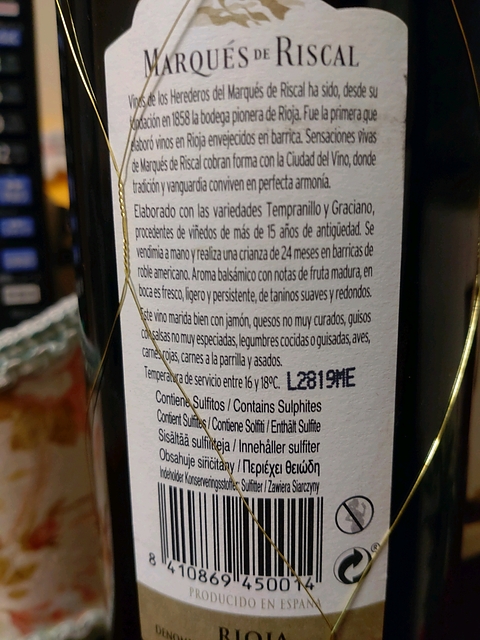 MARQUÉS DE RISCAL
Vinos de los Herederos del Marqués de Riscal ha sido, desde su
fundación en 1858 la bodega pionera de Rioja. Fue la primera que
elaboró vinos en Rioja envejecidos en barrica. Sensaciones vivas
de Marqués de Riscal cobran forma con la Ciudad del Vino, donde
tradición y vanguardia conviven en perfecta armonía.
Elaborado con las variedades Tempranillo y Graciano,
procedentes de viñedos de más de 15 años de antigüedad. Se
vendimia a mano y realiza una crianza de 24 meses en barricas de
roble americano. Aroma balsámico con notas de fruta madura, en
boca es fresco, ligero y persistente, de taninos suaves y redondos.
Este vino marida bien con jamón, quesos no muy curados, guisos
con salsas no muy especiadas, legumbres cocidas o guisadas, aves,
carnes rojas, carnes a la parrilla y asados.
Temperatura de servicio entre 16 y 18ºC. L2819ME
Contiene Sulfitos / Contains Sulphites
Contient Sulfites / Contiene Solfiti / Enthält Sulfite
Sisältää sulfiitteja / Innehåller sulfiter
Obsahuje siřičitany / Περιέχει θειώδη
Indeholder Konserveringsstoffer: Sulfitter / Zawiera Siarczyny
8 410869 450014
PRODUCIDO EN ESPAÑA
RIOJA